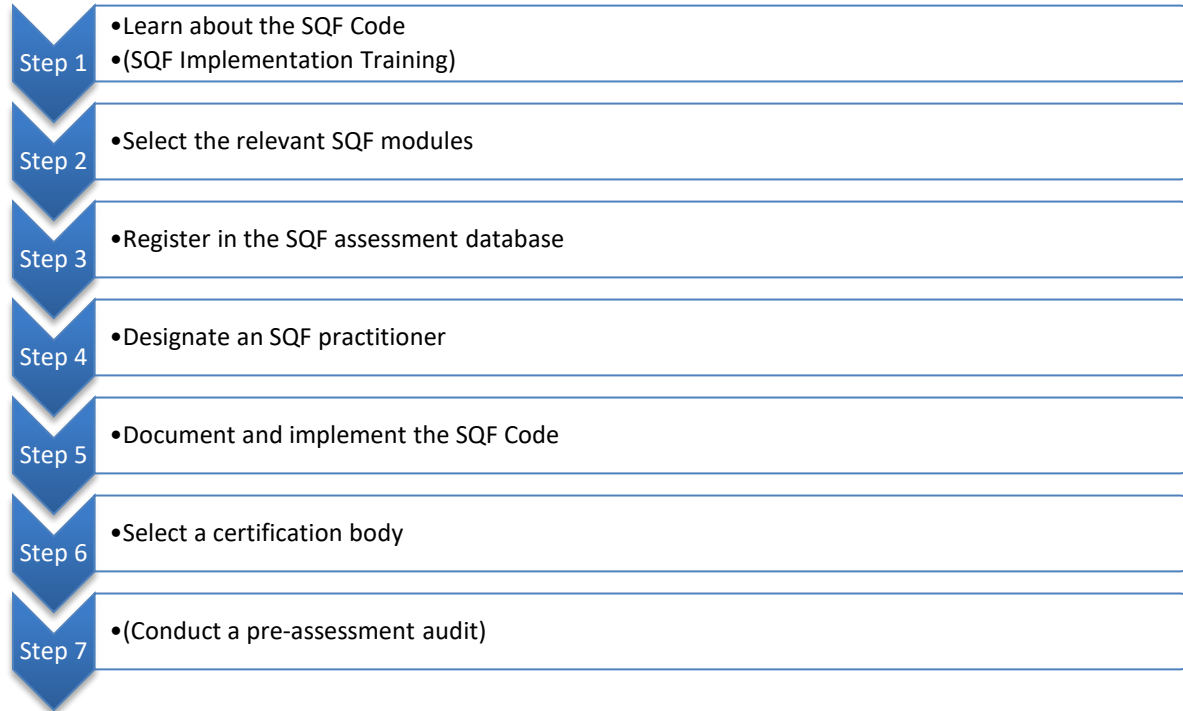 Step 1
•Learn about the SQF Code
•(SQF Implementation Training)
Step 2
•Select the relevant SQF modules
Step 3
•Register in the SQF assessment database
Step 4
•Designate an SQF practitioner
Step 5
•Document and implement the SQF Code
Step 6
•Select a certification body
Step 7
•(Conduct a pre-assessment audit)